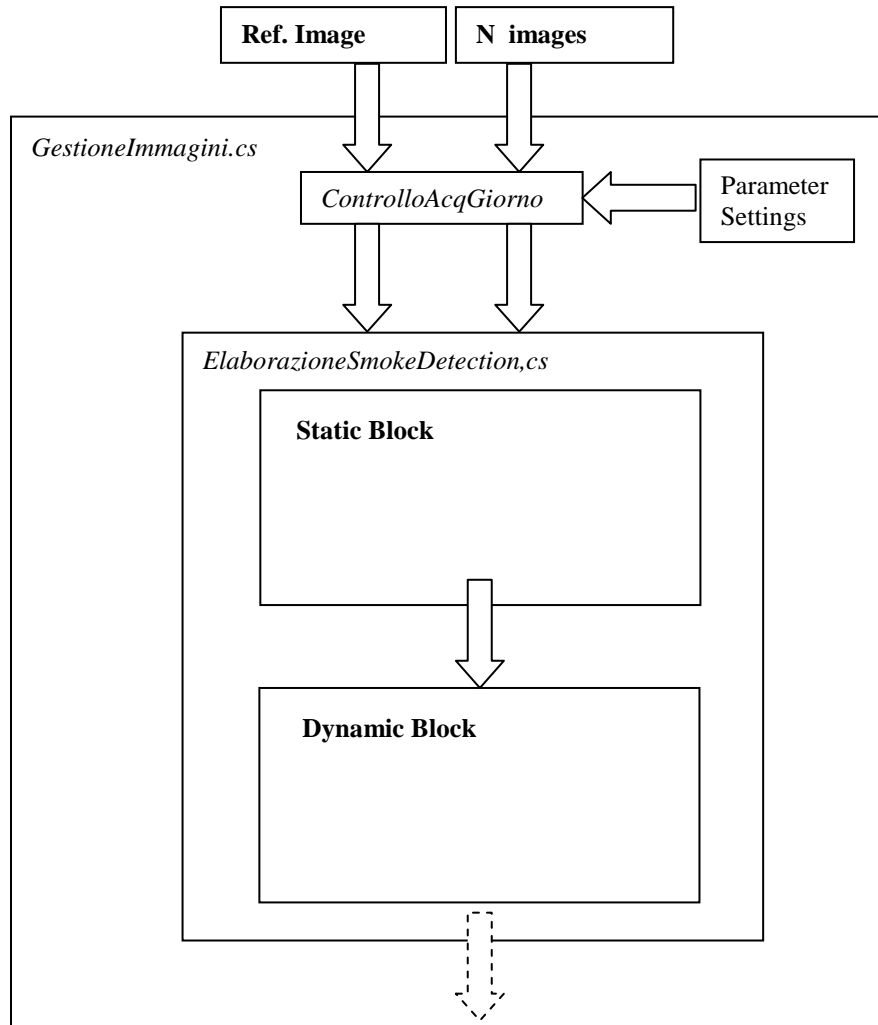 Ref. Image
N images
GestioneImmagini.cs
ControlloAcqGiorno
Parameter
Settings
ElaborazioneSmokeDetection,cs
Static Block
Dynamic Block